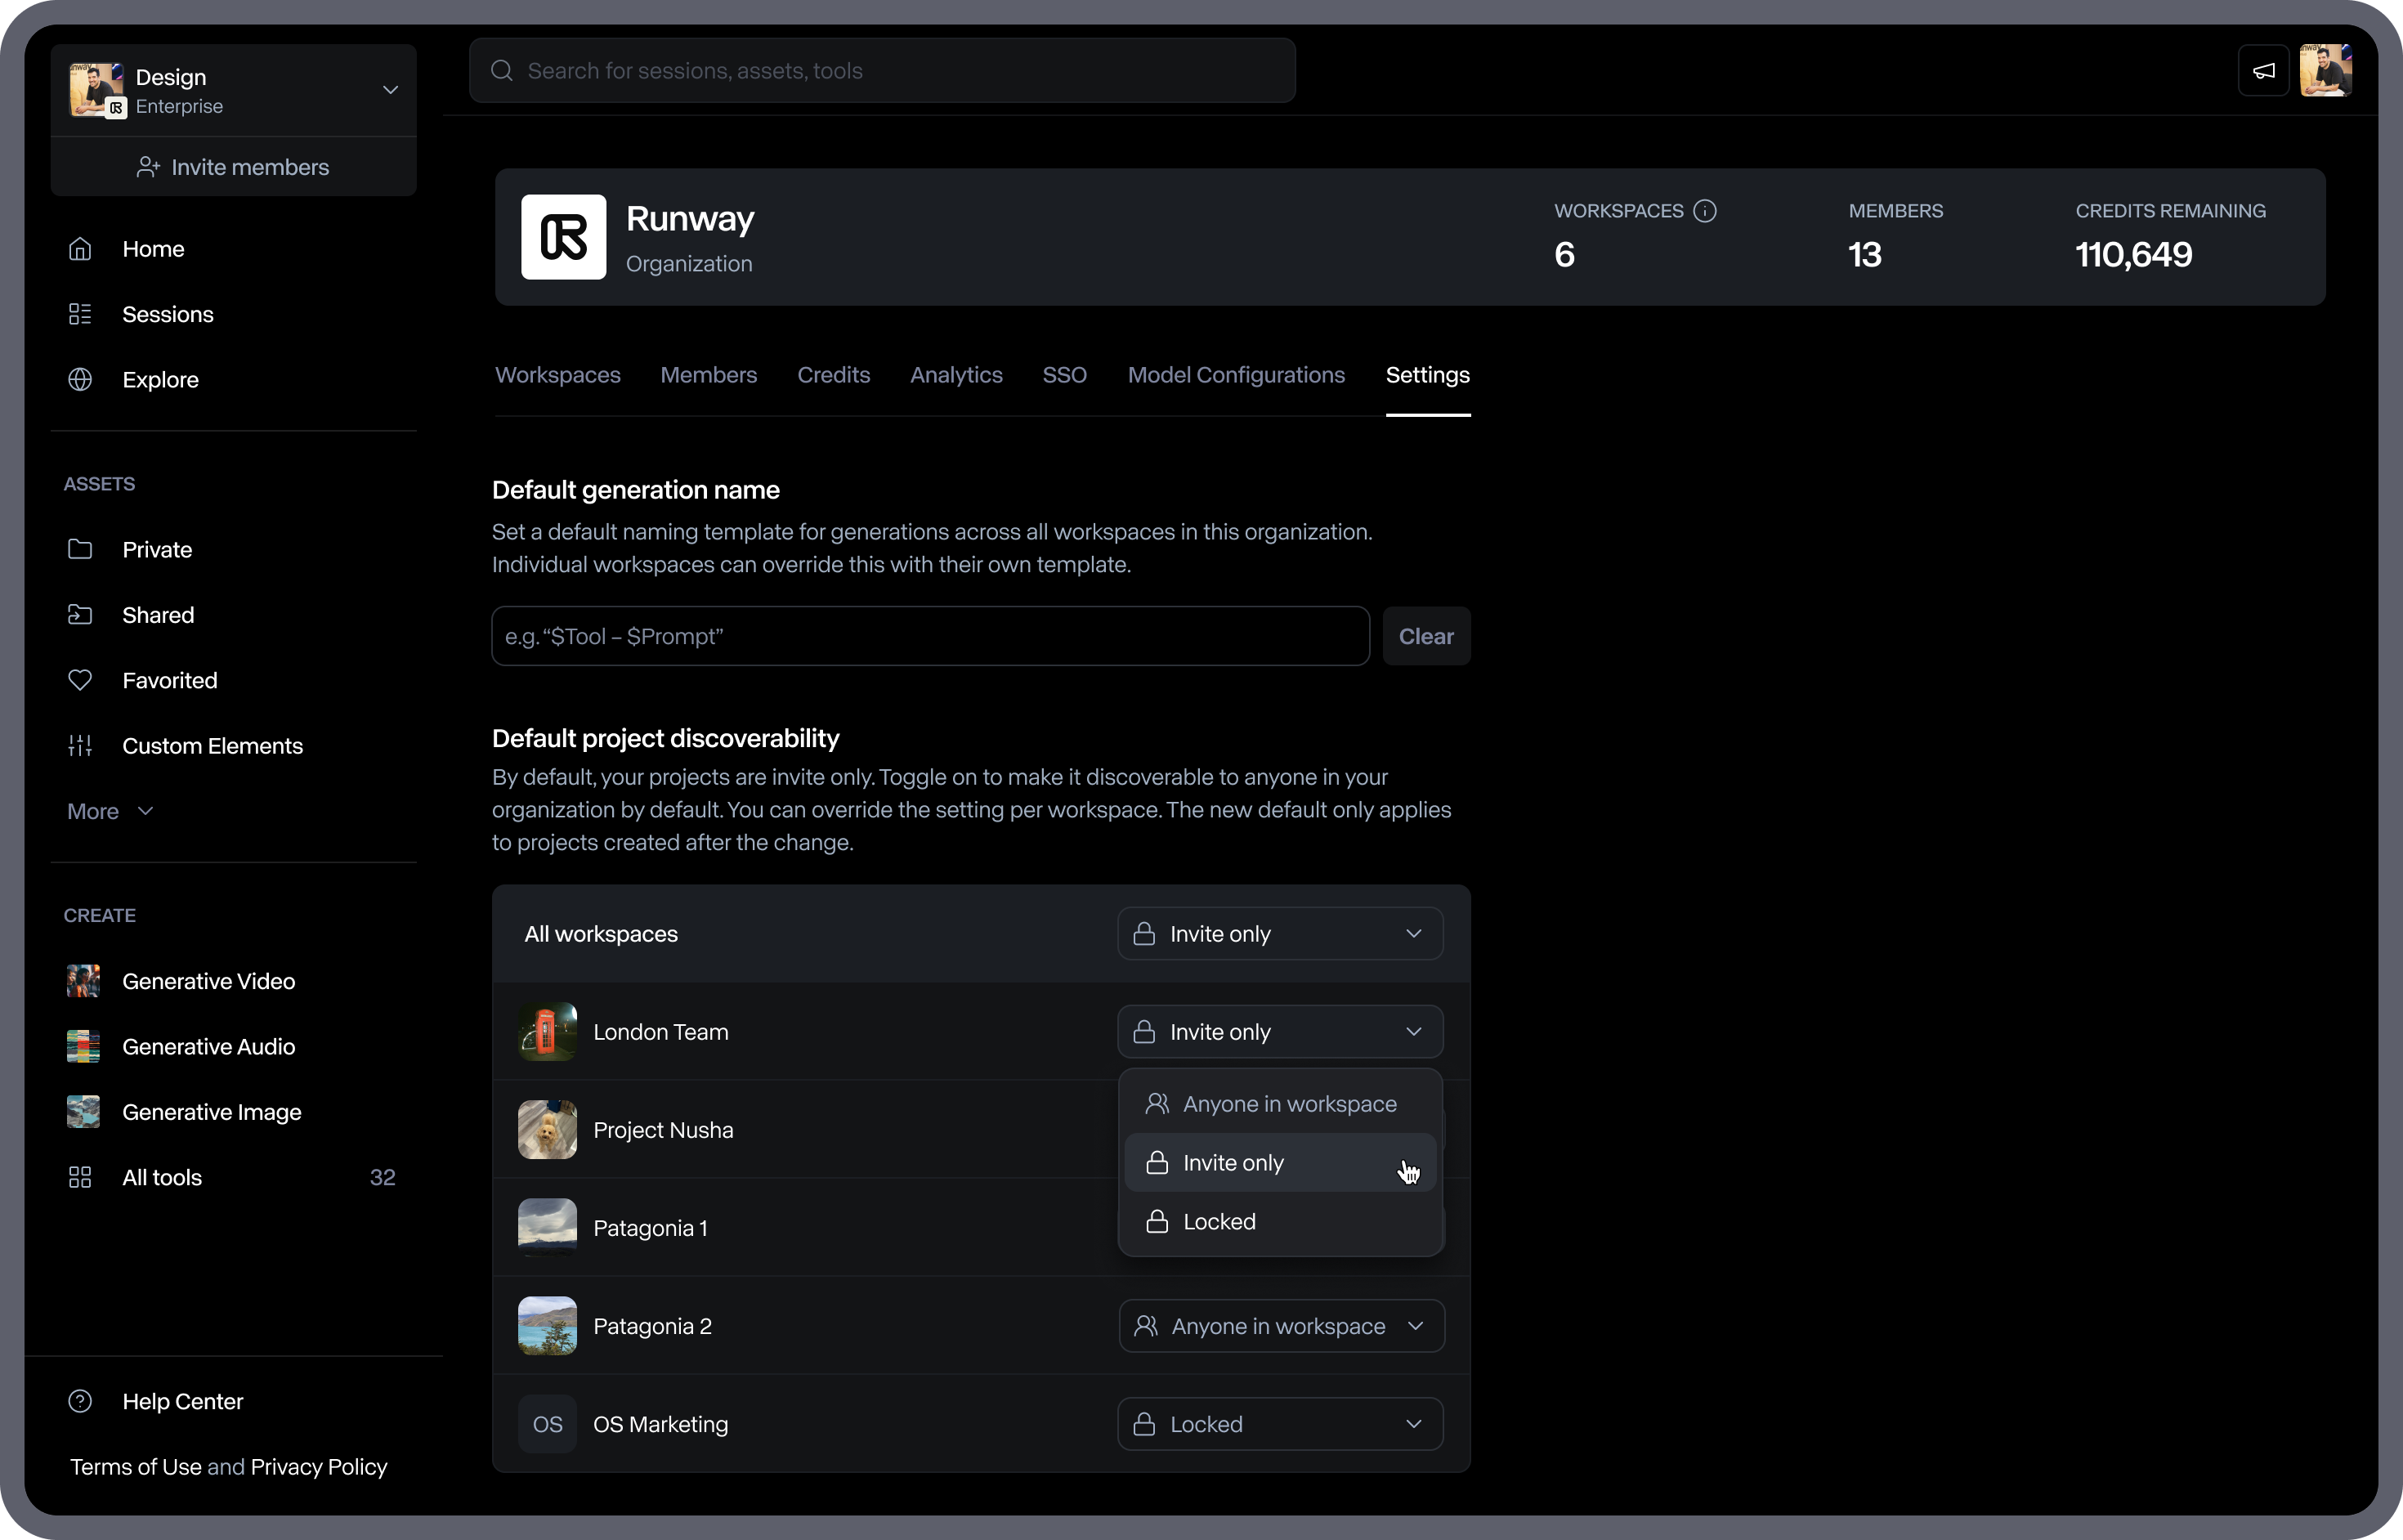 Design
Enterprise
Invite members
Home
Sessions
Explore
ASSETS
Private
Shared
Favorited
Custom Elements
More
CREATE
Generative Video
Generative Audio
Generative Image
All tools 32
Help Center
Terms of Use and Privacy Policy
Search for sessions, assets, tools
Runway
Organization
WORKSPACES
6
MEMBERS
13
CREDITS REMAINING
110,649
Workspaces Members Credits Analytics SSO Model Configurations Settings
Default generation name
Set a default naming template for generations across all workspaces in this organization.
Individual workspaces can override this with their own template.
e.g. “$Tool – $Prompt” Clear
Default project discoverability
By default, your projects are invite only. Toggle on to make it discoverable to anyone in your
organization by default. You can override the setting per workspace. The new default only applies
to projects created after the change.
All workspaces Invite only
London Team Invite only
Anyone in workspace
Invite only
Locked
Project Nusha
Patagonia 1
Patagonia 2 Anyone in workspace
OS OS Marketing Locked